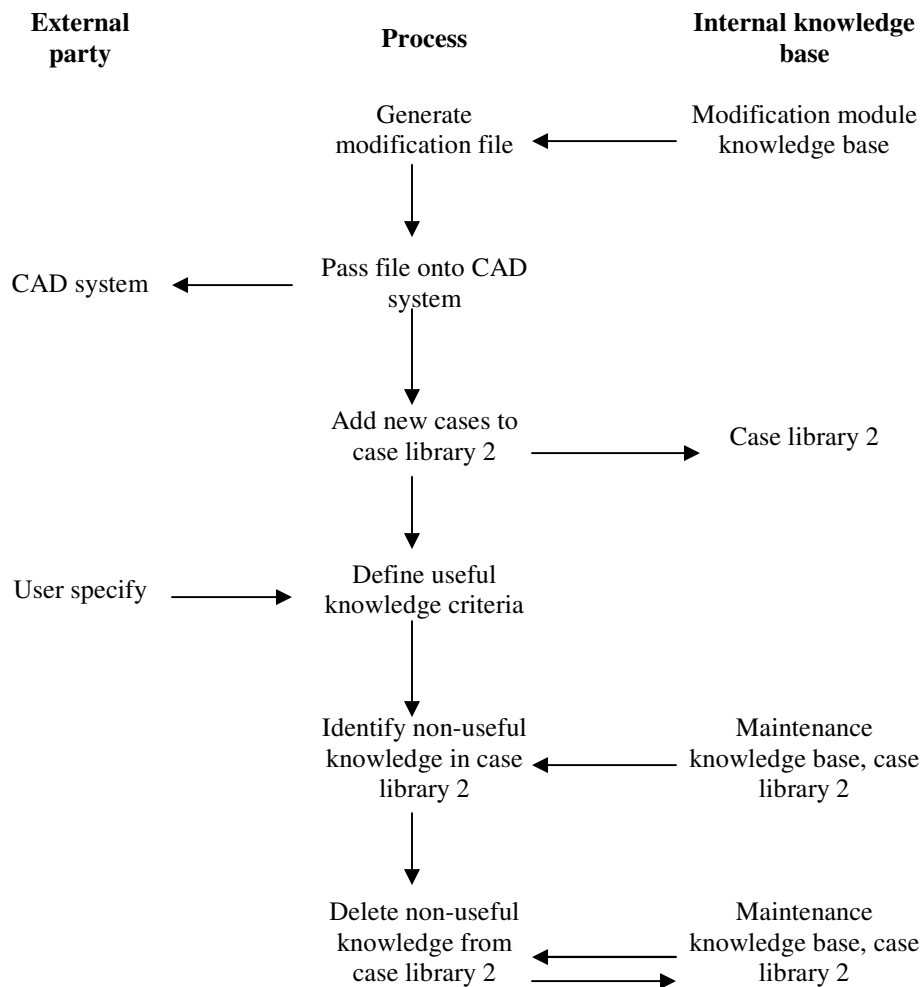 External
party
Process
Internal knowledge
base
Generate
modification file
Modification module
knowledge base
CAD system
Pass file onto CAD
system
Add new cases to
case library 2
Case library 2
User specify
Define useful
knowledge criteria
Identify non-useful
knowledge in case
library 2
Maintenance
knowledge base, case
library 2
Delete non-useful
knowledge from
case library 2
Maintenance
knowledge base, case
library 2